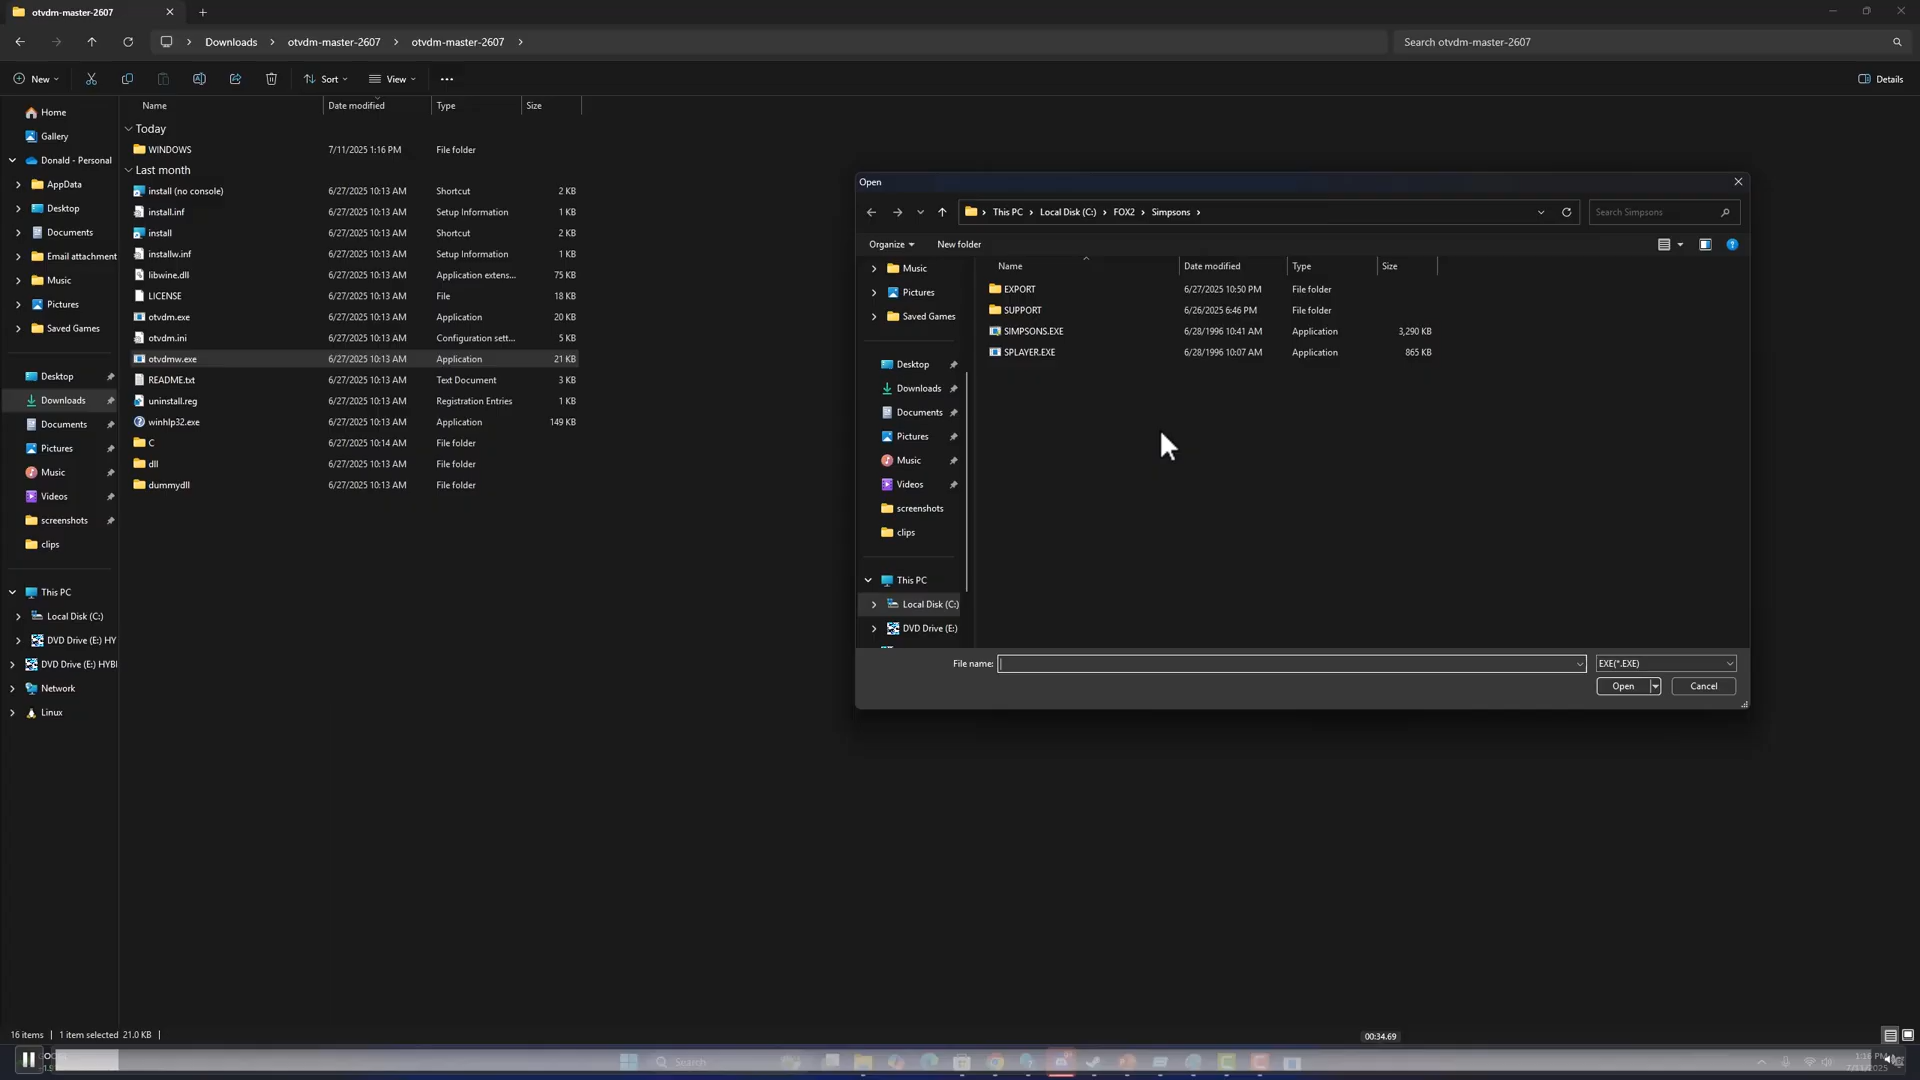 otvdm-master-2607
Downloads > otvdm-master-2607 > otvdm-master-2607 >
Search otvdm-master-2607
New
Sort
View
Details
Name Date modified Type Size
Today
WINDOWS 7/11/2025 1:16 PM File folder
Last month
install (no console) 6/27/2025 10:13 AM Shortcut 2 KB
install.inf 6/27/2025 10:13 AM Setup Information 1 KB
install 6/27/2025 10:13 AM Shortcut 2 KB
installw.inf 6/27/2025 10:13 AM Setup Information 1 KB
libwine.dll 6/27/2025 10:13 AM Application extens... 75 KB
LICENSE 6/27/2025 10:13 AM File 18 KB
otvdm.exe 6/27/2025 10:13 AM Application 20 KB
otvdm.ini 6/27/2025 10:13 AM Configuration sett... 5 KB
otvdmw.exe 6/27/2025 10:13 AM Application 21 KB
README.txt 6/27/2025 10:13 AM Text Document 3 KB
uninstall.reg 6/27/2025 10:13 AM Registration Entries 1 KB
winhlp32.exe 6/27/2025 10:13 AM Application 149 KB
C 6/27/2025 10:14 AM File folder
dll 6/27/2025 10:13 AM File folder
dummydll 6/27/2025 10:13 AM File folder
Home
Gallery
Donald - Personal
AppData
Desktop
Documents
Email attachment
Music
Pictures
Saved Games
Desktop
Downloads
Documents
Pictures
Music
Videos
screenshots
clips
This PC
Local Disk (C:)
DVD Drive (E:) HY
DVD Drive (E:) HYBI
Network
Linux
Open
This PC > Local Disk (C:) > FOX2 > Simpsons >
Search Simpsons
Organize
New folder
Music
Pictures
Saved Games
Desktop
Downloads
Documents
Pictures
Music
Videos
screenshots
clips
This PC
Local Disk (C:)
DVD Drive (E:)
Name Date modified Type Size
EXPORT 6/27/2025 10:50 PM File folder
SUPPORT 6/26/2025 6:46 PM File folder
SIMPSONS.EXE 6/28/1996 10:41 AM Application 3,290 KB
SPLAYER.EXE 6/28/1996 10:07 AM Application 865 KB
File name:
EXE(*.EXE)
Open
Cancel
16 items
1 item selected 21.0 KB
00:34.69
Search
1:16 PM
7/11/2025